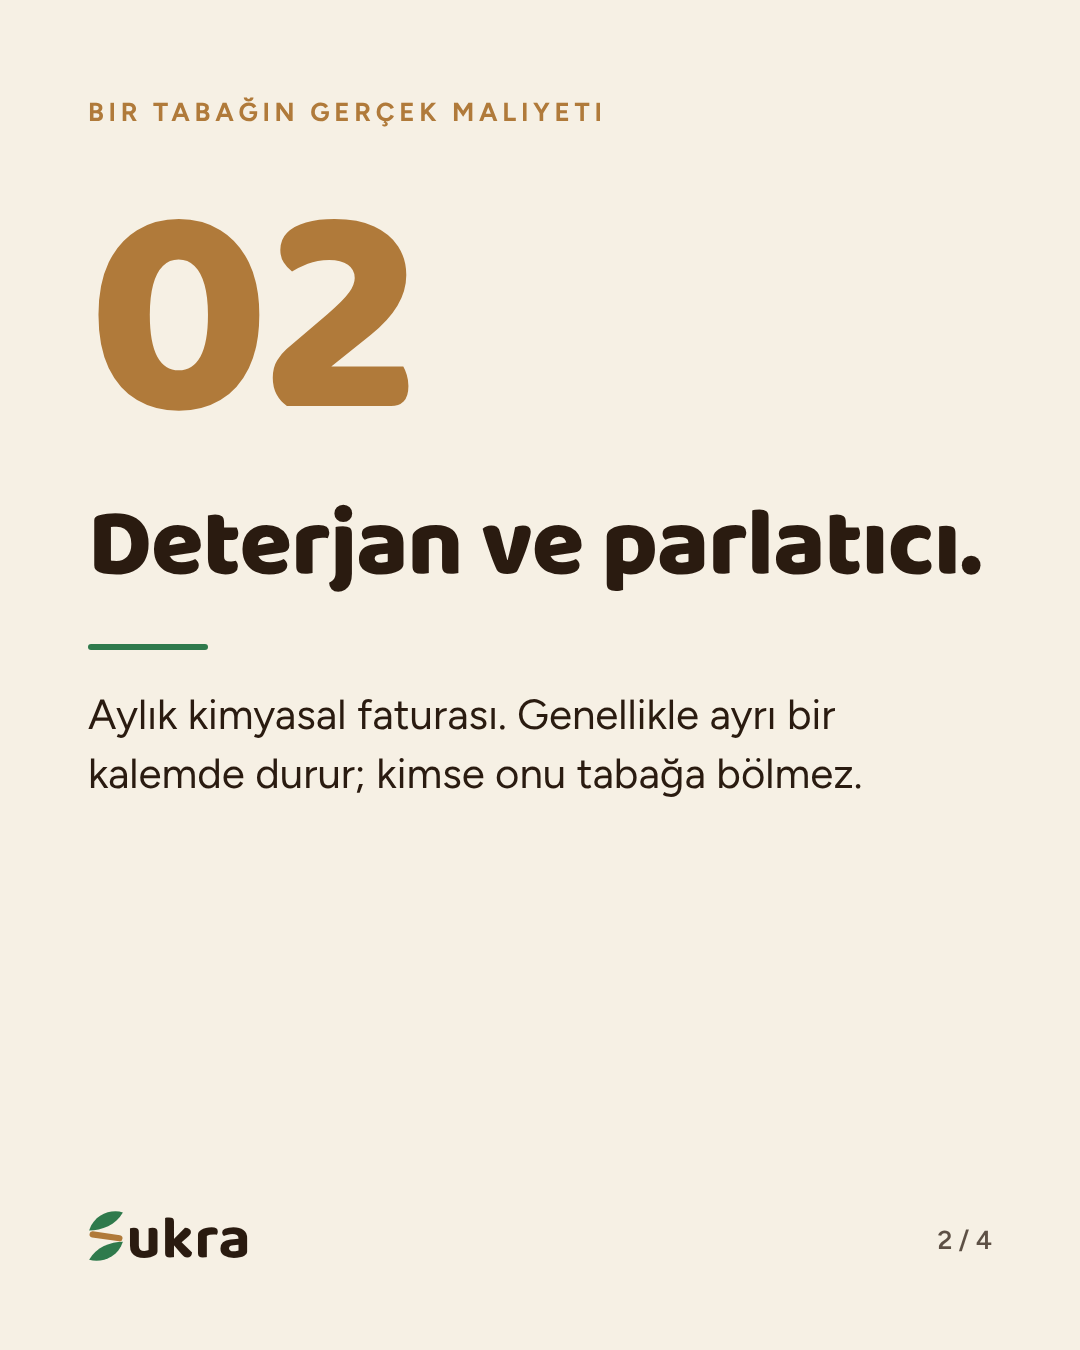 BIR TABAĞIN GERÇEK MALIYETI
02
Deterjan ve parlatıcı.
Aylık kimyasal faturası. Genellikle ayrı bir
kalemde durur; kimse onu tabağa bölmez.
Sukra
2 / 4